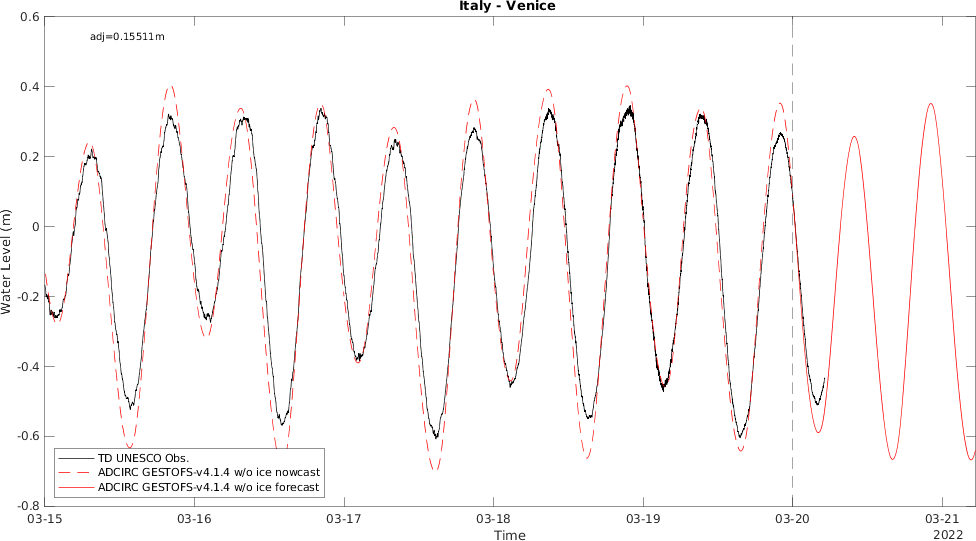 Italy - Venice
adj=0.15511m
0.6
0.4
0.2
0
-0.2
-0.4
-0.6
-0.8
Water Level (m)
TD UNESCO Obs.
ADCIRC GESTOFS-v4.1.4 w/o ice nowcast
ADCIRC GESTOFS-v4.1.4 w/o ice forecast
03-15 03-16 03-17 03-18 03-19 03-20 03-21
Time
2022